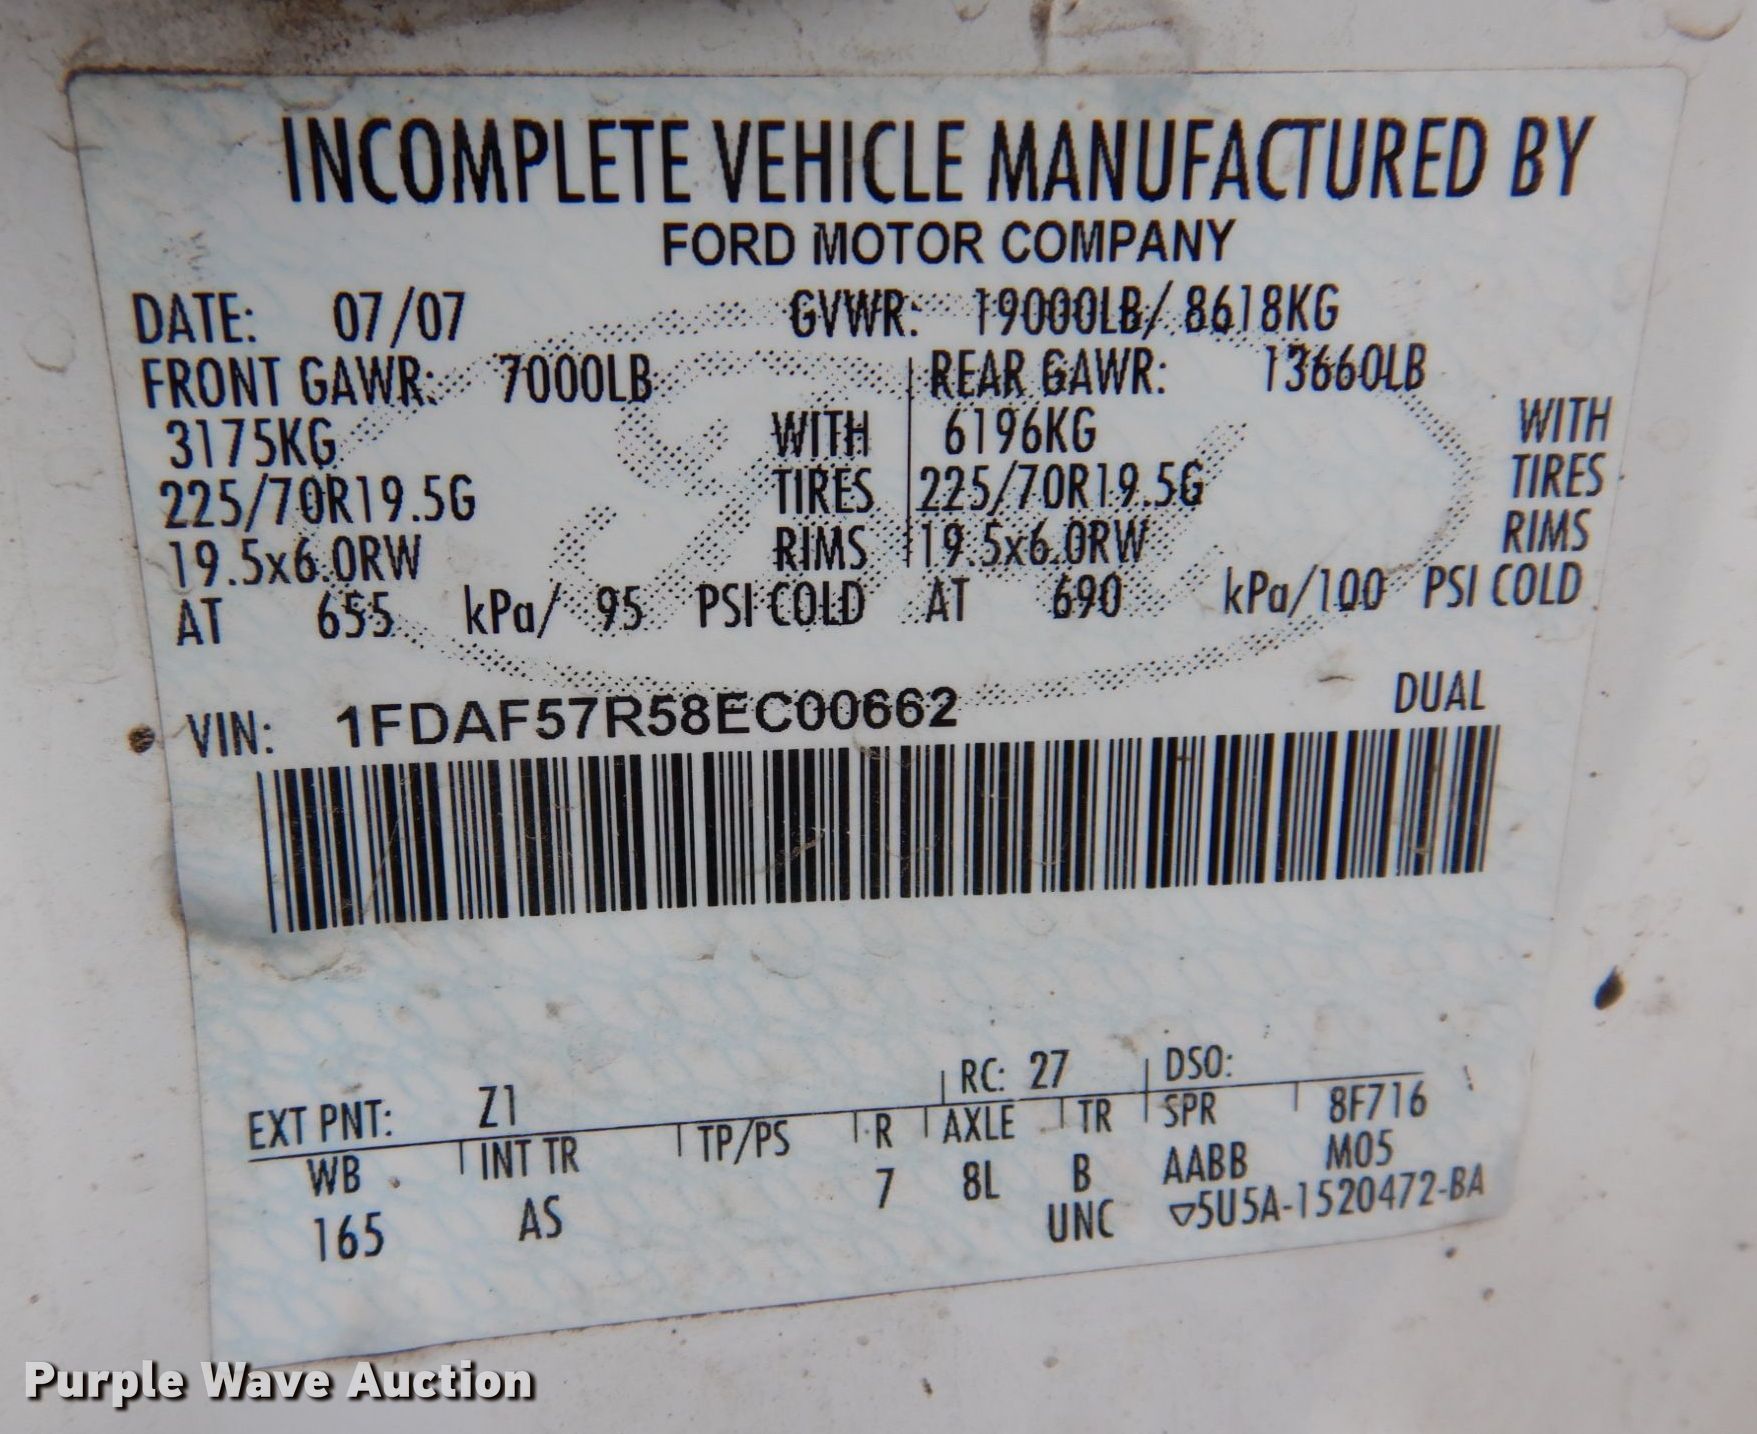 INCOMPLETE VEHICLE MANUFACTURED BY
FORD MOTOR COMPANY
DATE: 07/07 GVWR: 19000LB/ 8618KG
FRONT GAWR: 7000LB REAR GAWR: 13660LB
3175KG WITH 6196KG WITH
225/70R19.5G TIRES 225/70R19.5G TIRES
19.5x6.0RW RIMS 19.5x6.0RW RIMS
AT 655 kPa/ 95 PSI COLD AT 690 kPa/100 PSI COLD
VIN: 1FDAF57R58EC00662 DUAL
EXT PNT: Z1 RC: 27 DSO:
WB INT TR TP/PS R AXLE TR SPR 8F716
165 AS 7 8L B AABB M05
UNC ▽5U5A-1520472-BA
Purple Wave Auction